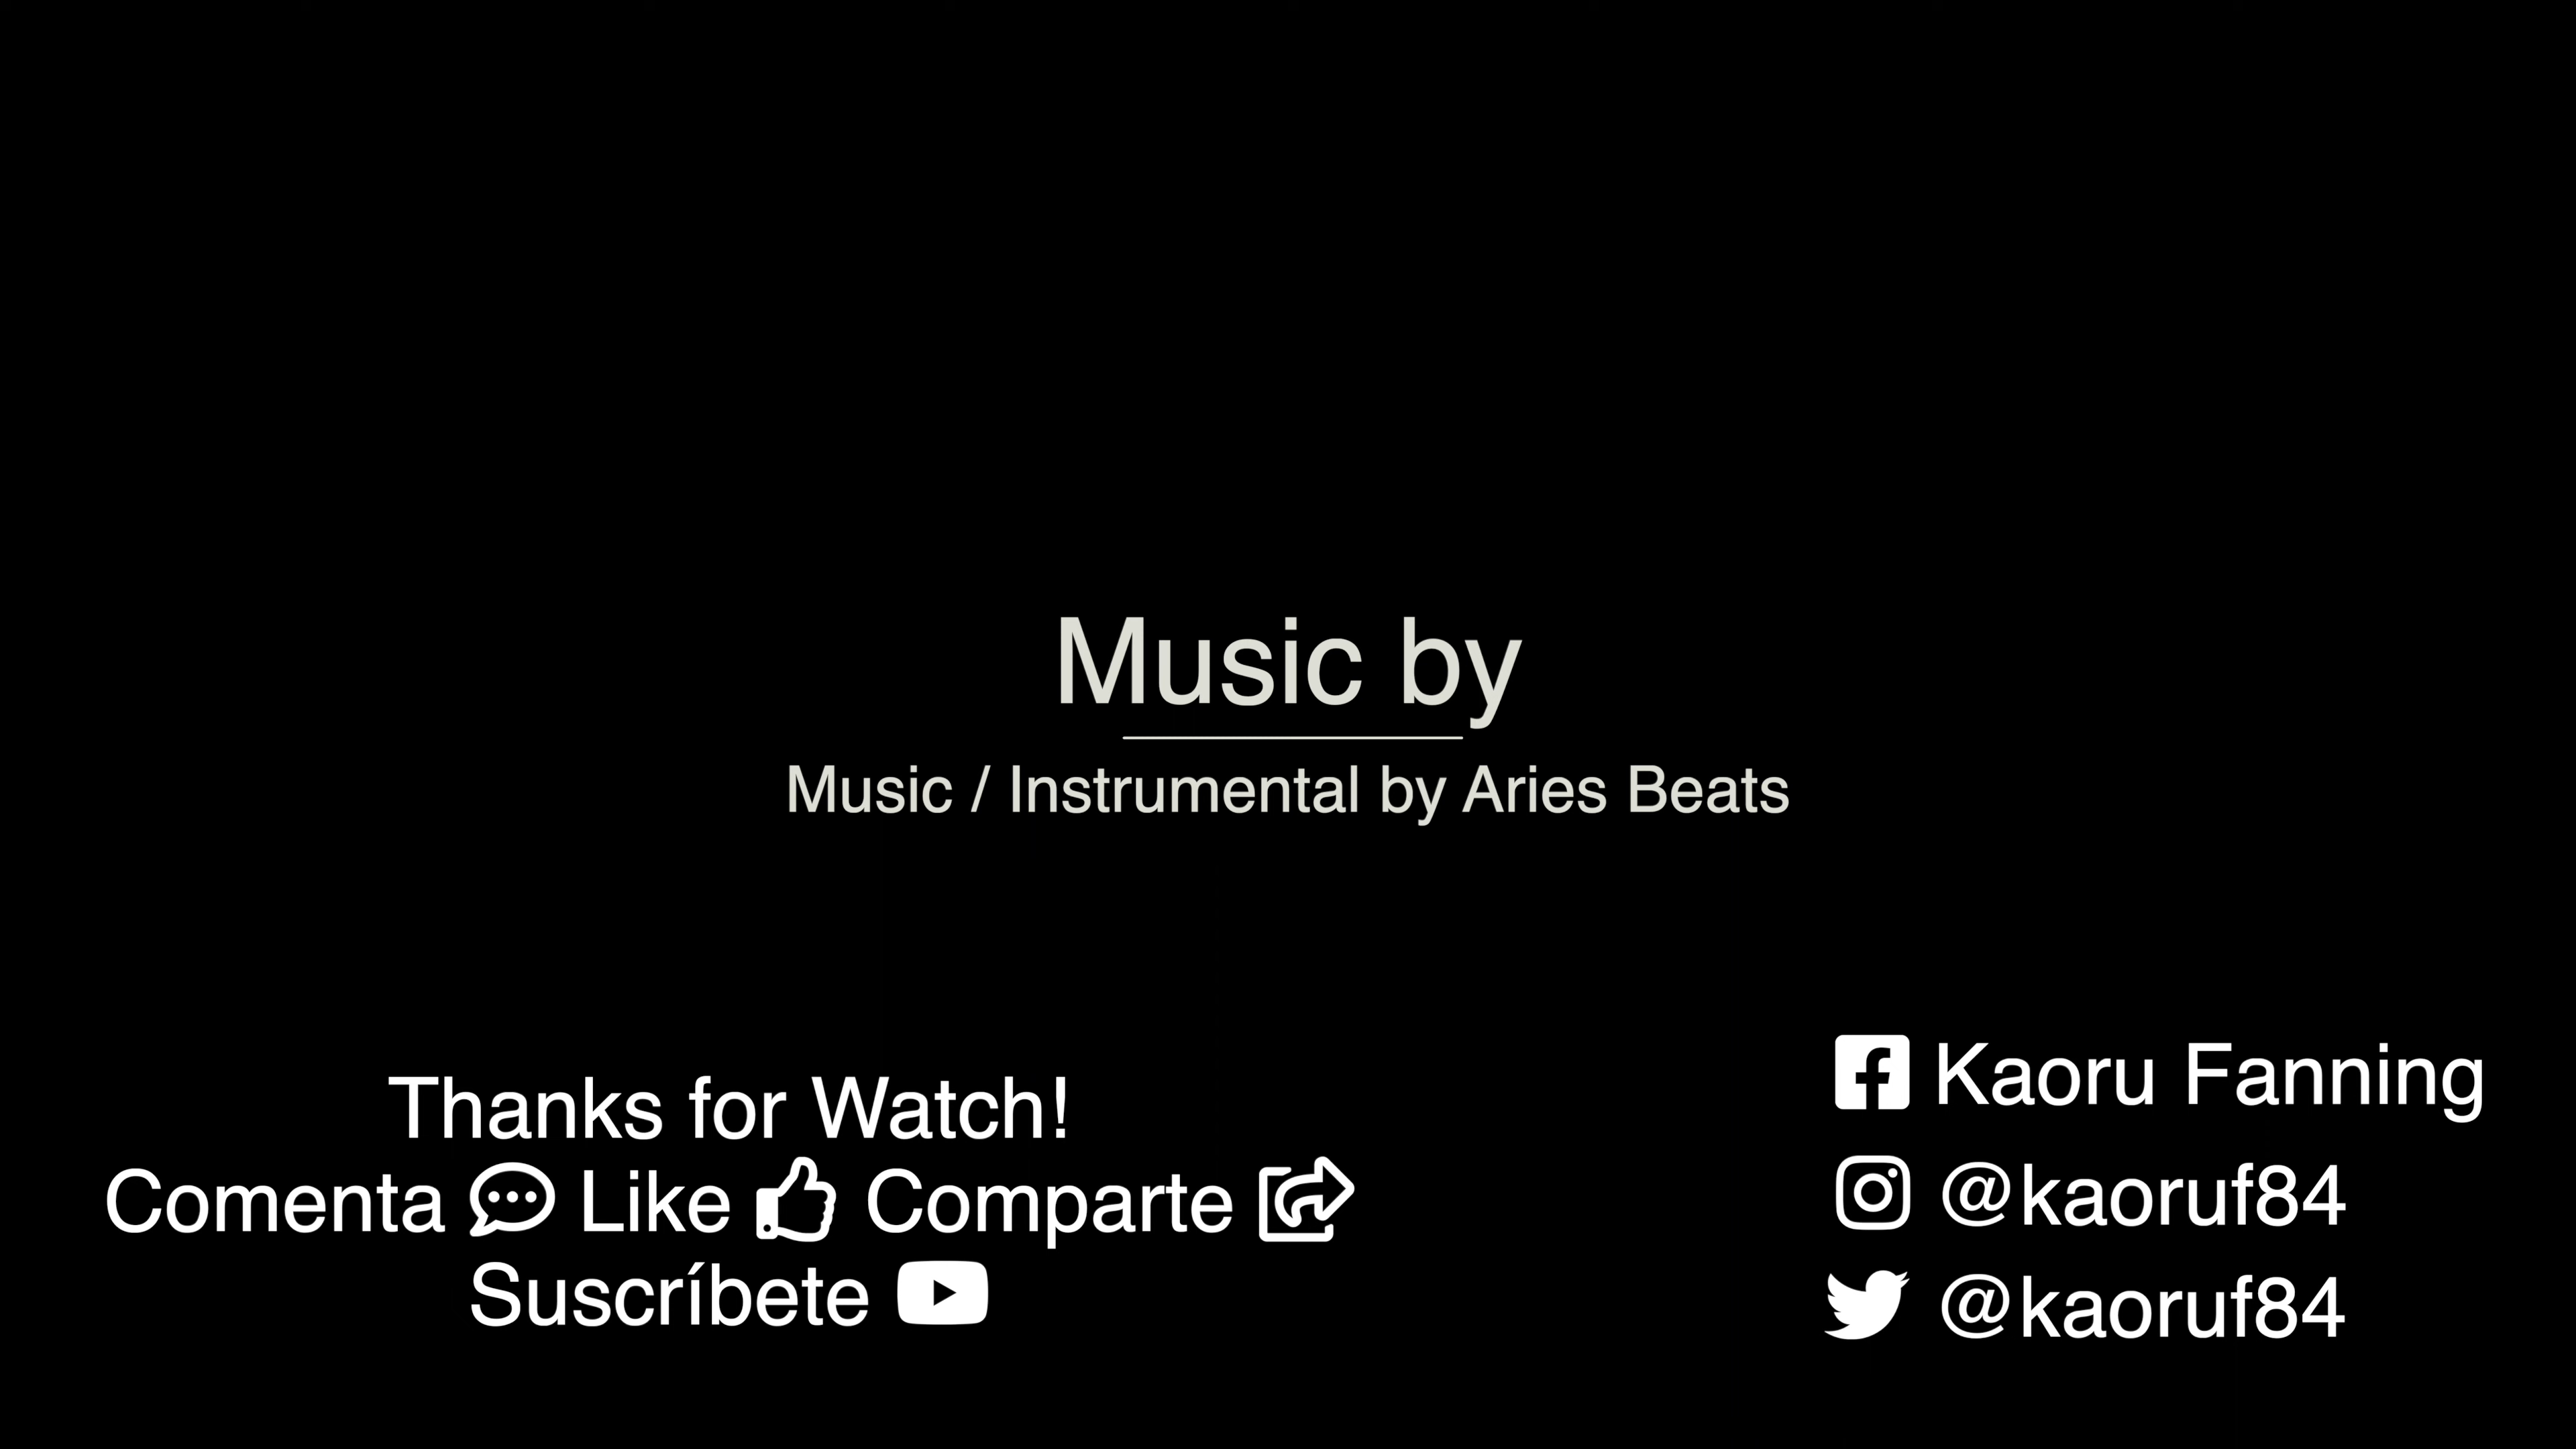 Music by
Music / Instrumental by Aries Beats
Thanks for Watch!
Comenta Like Comparte
Suscríbete
Kaoru Fanning
@kaoruf84
@kaoruf84